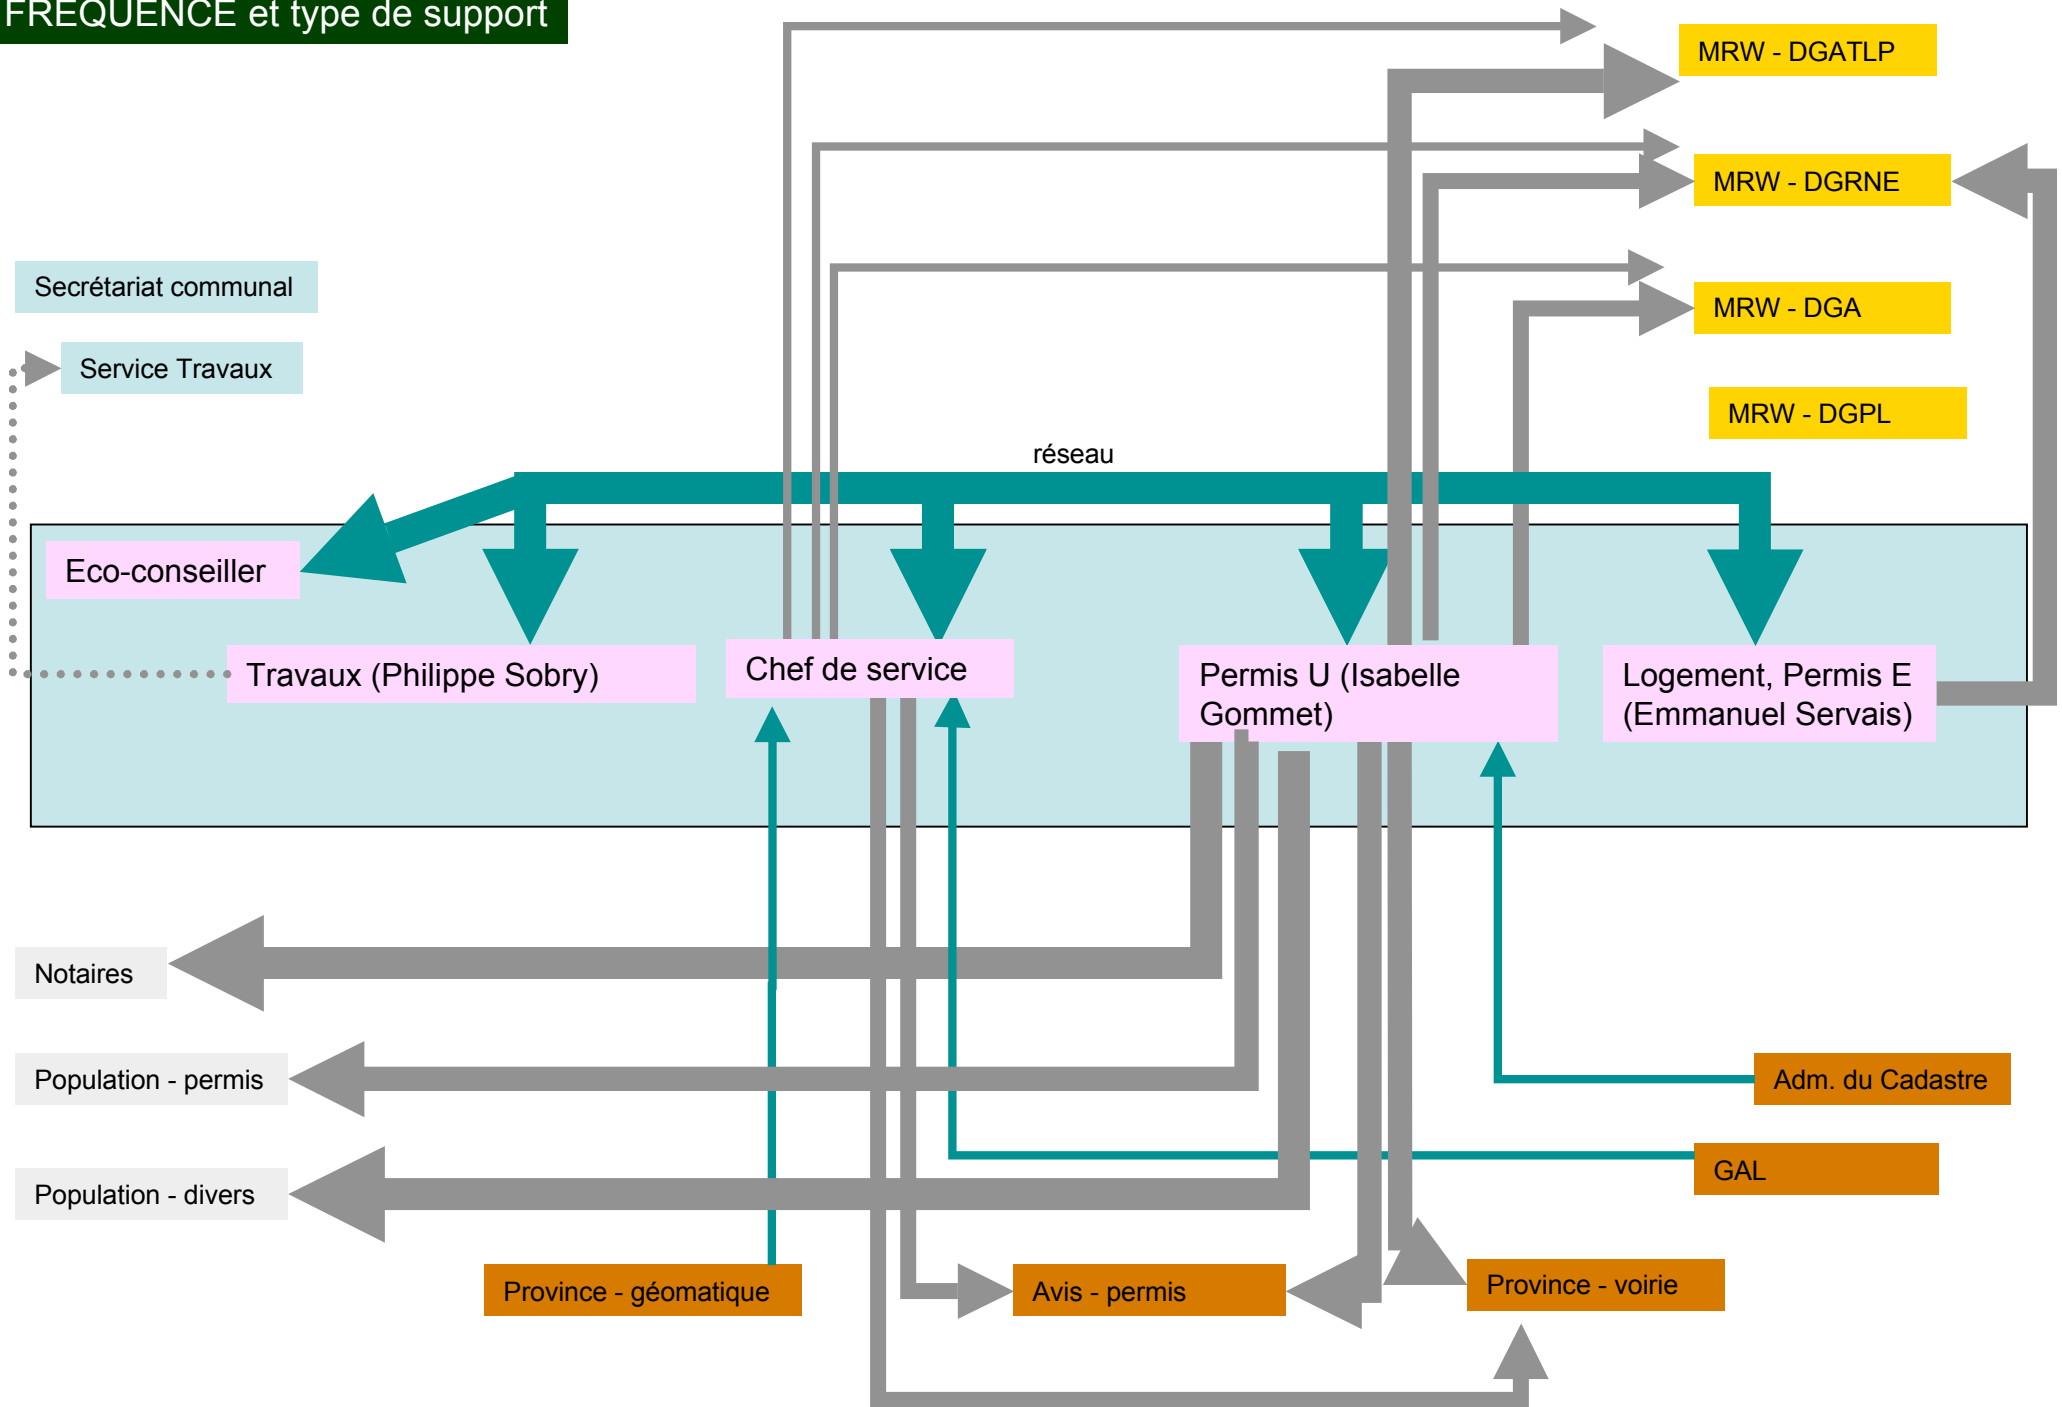 FREQUENCE et type de support
MRW - DGATLP
MRW - DGRNE
Secrétariat communal
MRW - DGA
Service Travaux
MRW - DGPL
réseau
Eco-conseiller
Travaux (Philippe Sobry)
Chef de service
Permis U (Isabelle
Gommet)
Logement, Permis E
(Emmanuel Servais)
Notaires
Population - permis
Adm. du Cadastre
GAL
Population - divers
Province - géomatique
Avis - permis
Province - voirie